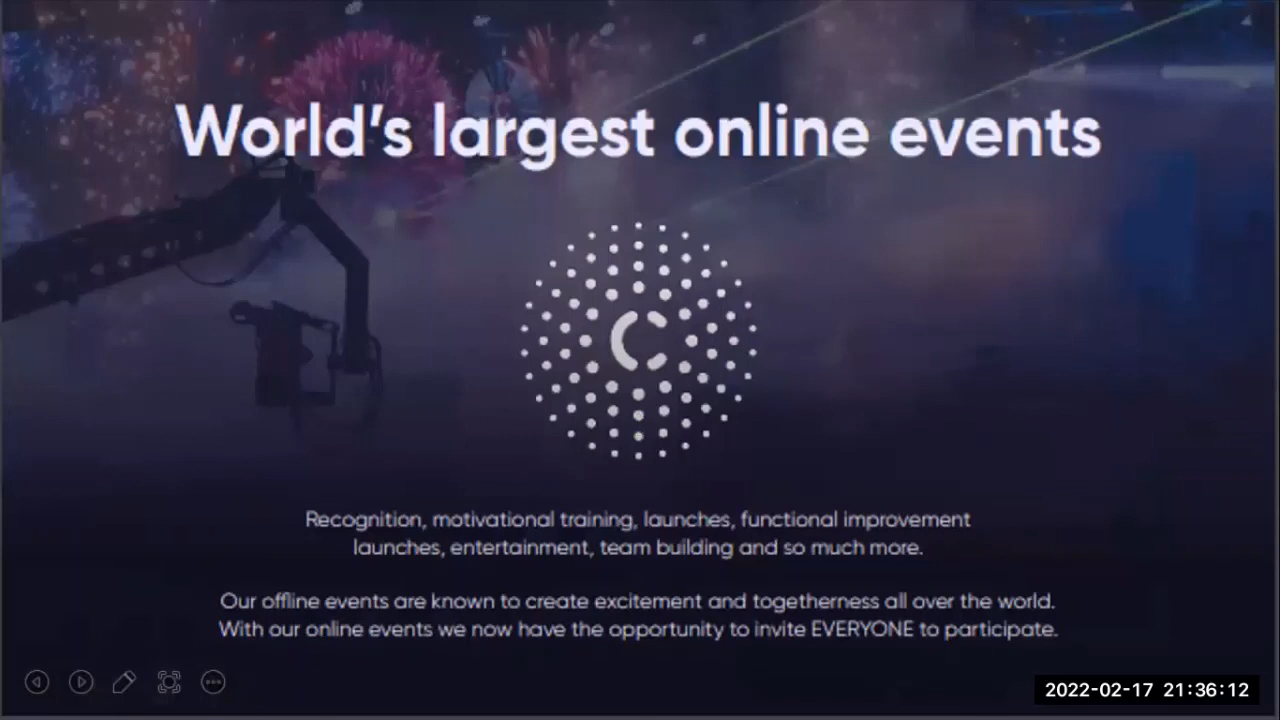 World's largest online events
C
Recognition, motivational training, launches, functional improvement
launches, entertainment, team building and so much more.
Our offline events are known to create excitement and togetherness all over the world.
With our online events we now have the opportunity to invite EVERYONE to participate.
2022-02-17 21:36:12